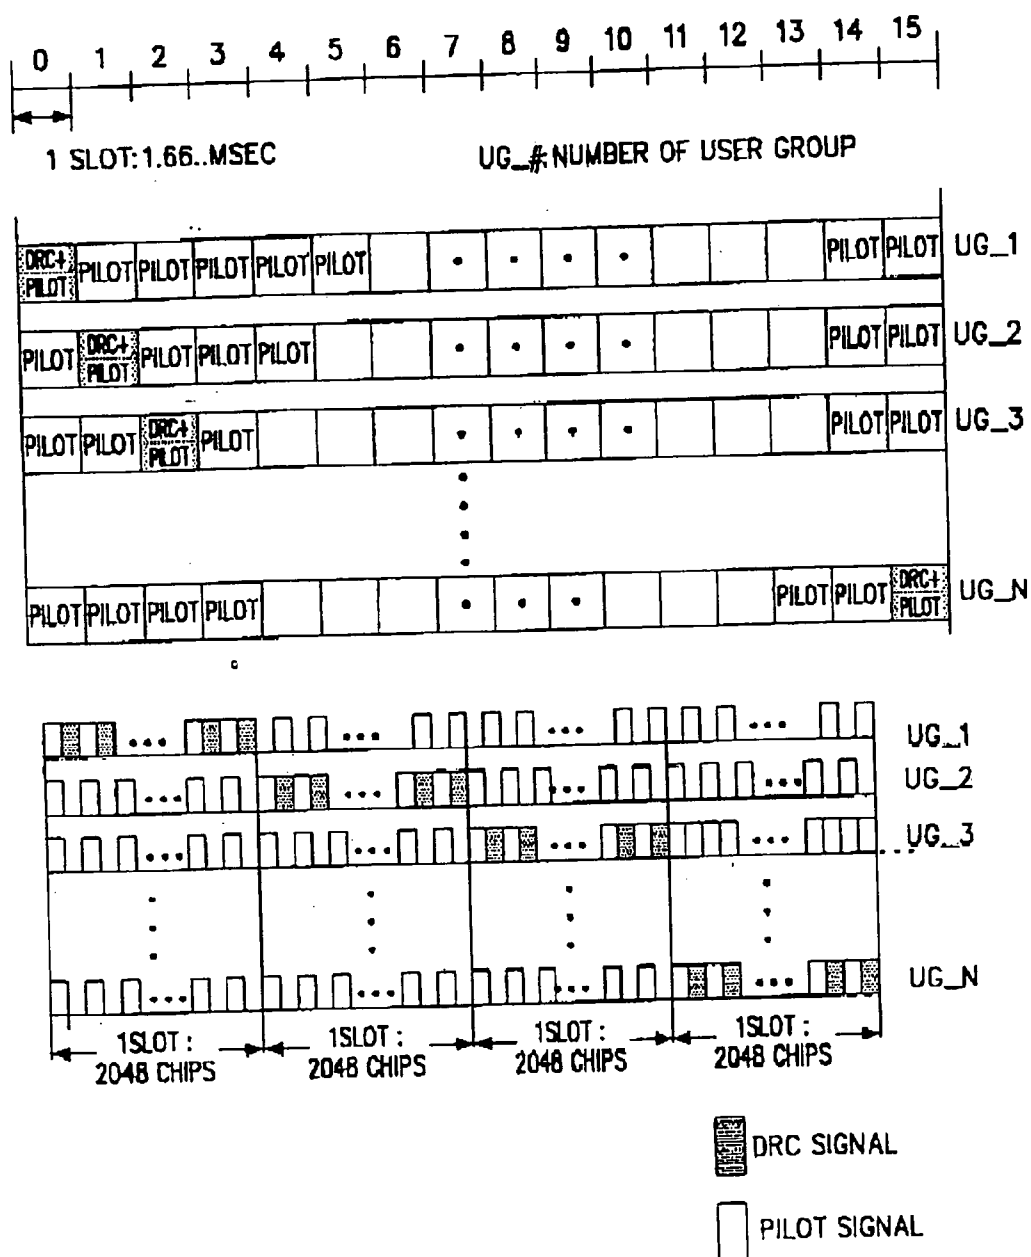 0 1 2 3 4 5 6 7 8 9 10 11 12 13 14 15
1 SLOT:1.66..MSEC UG_#:NUMBER OF USER GROUP
DRC+ PILOT PILOT PILOT PILOT PILOT PILOT • • • • PILOT PILOT UG_1
PILOT DRC+ PILOT PILOT PILOT PILOT • • • • PILOT PILOT UG_2
PILOT PILOT DRC+ PILOT PILOT • • • • PILOT PILOT UG_3
PILOT PILOT PILOT PILOT • • • PILOT PILOT DRC+ PILOT UG_N
••• ••• ••• ••• UG_1
••• ••• ••• ••• UG_2
••• ••• ••• ••• UG_3
••• ••• ••• ••• UG_N
1SLOT : 1SLOT : 1SLOT : 1SLOT :
2048 CHIPS 2048 CHIPS 2048 CHIPS 2048 CHIPS
DRC SIGNAL
PILOT SIGNAL